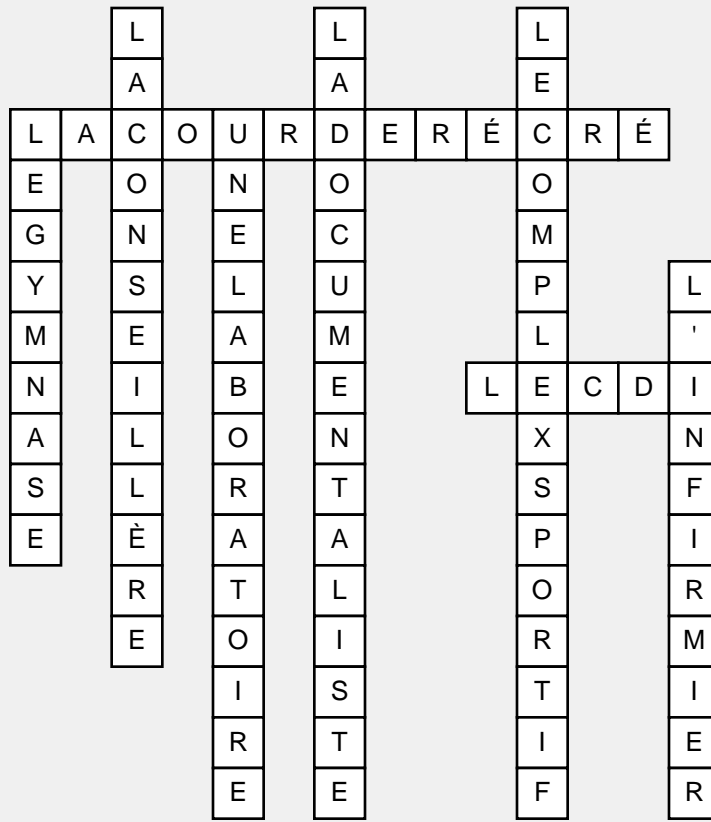 LACONSEILLÈRE
LADOCUMENTALISTE
LECOMPLEXSPORTIF
LACOURDERÉCRÉ
LEGYMNASE
UNELABORATOIRE
L'INFIRMIER
LECDI